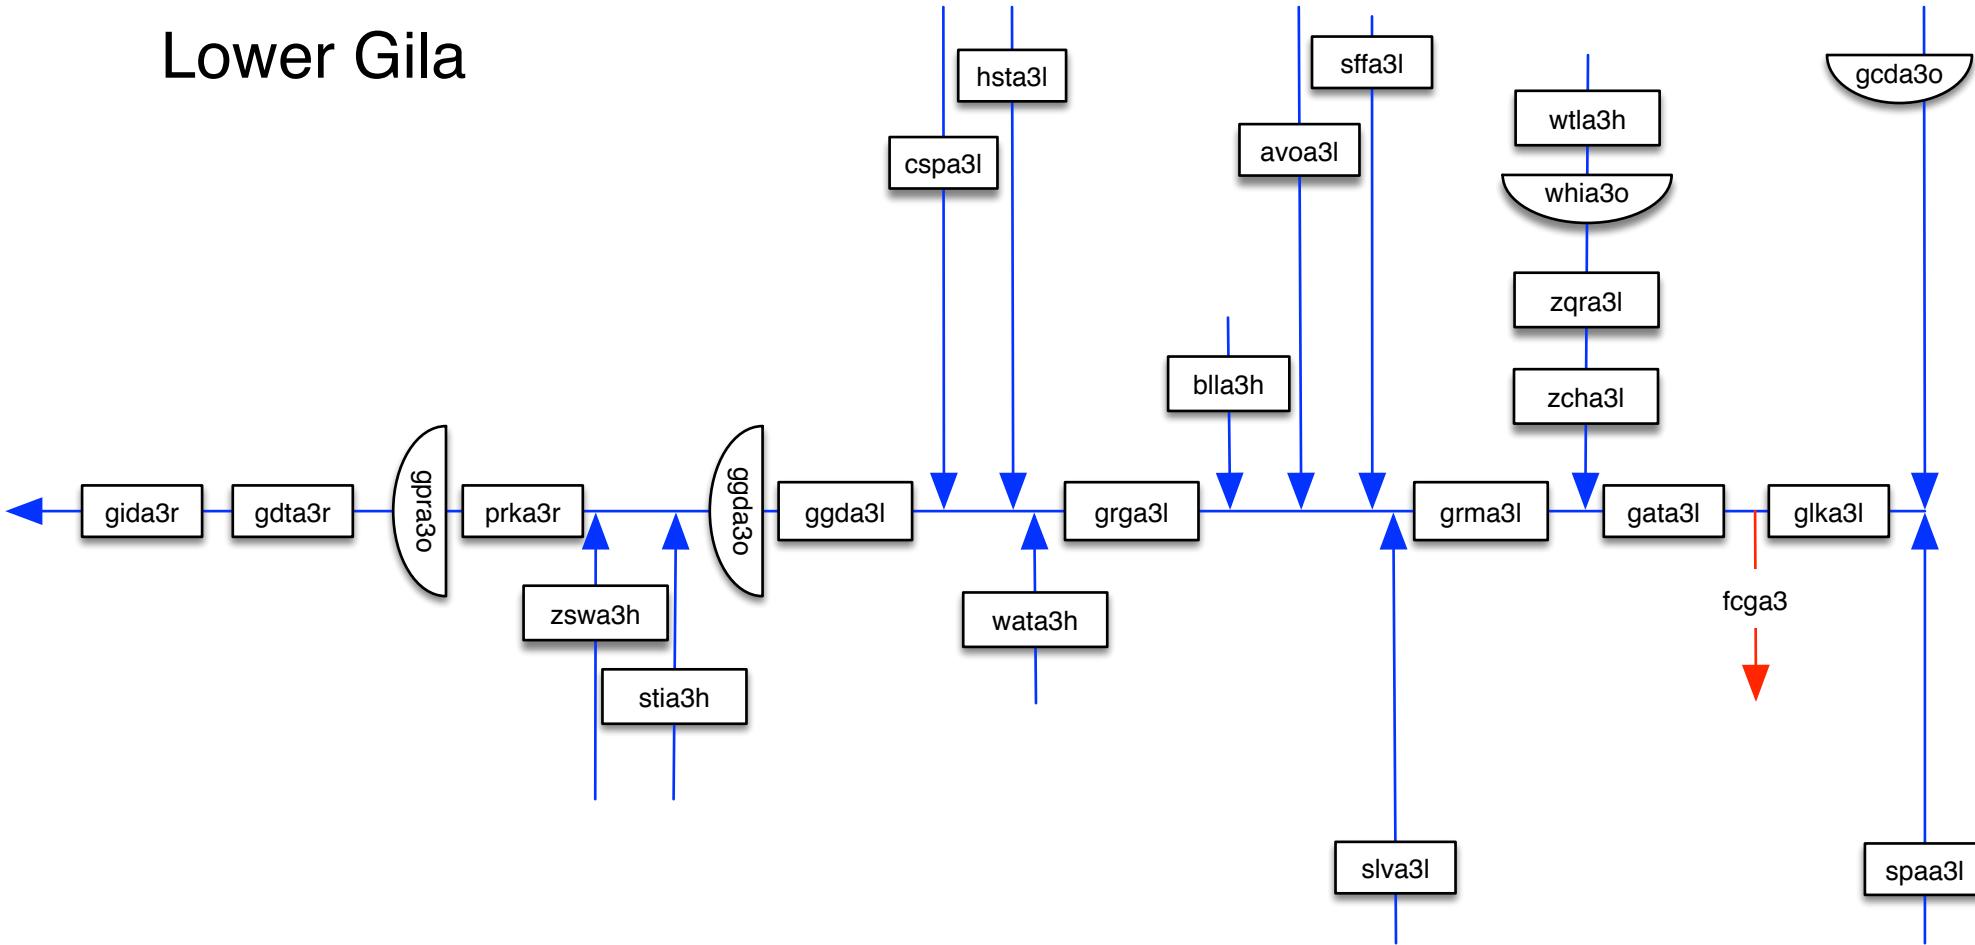 Lower Gila
hsta3l
sffa3l
gcda3o
wtla3h
cspa3l
avoa3l
whia3o
zqra3l
blla3h
zcha3l
gida3r
gdta3r
gpra3o
prka3r
ggda3o
ggda3l
grga3l
grma3l
gata3l
glka3l
zswa3h
wata3h
fcga3
stia3h
slva3l
spaa3l